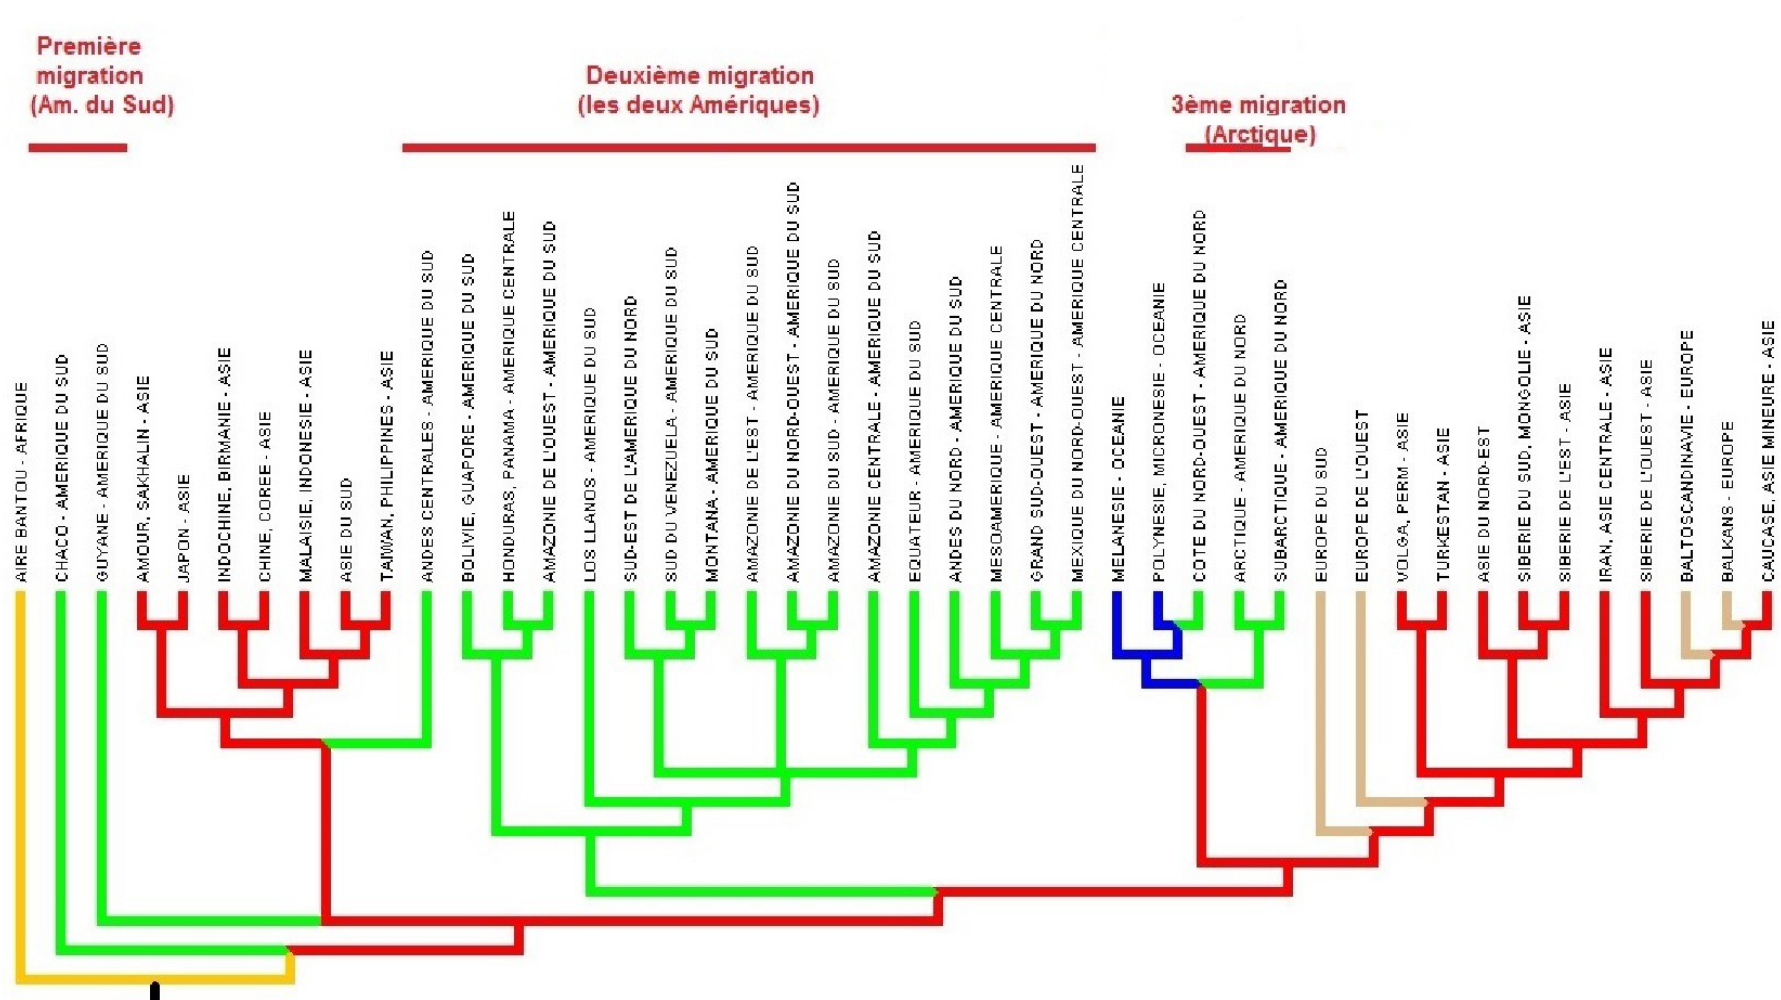 Première
migration
(Am. du Sud)
Deuxième migration
(les deux Amériques)
3ème migration
(Arctique)
AIRE BANTOU - AFRIQUE
CHACO - AMERIQUE DU SUD
GUYANE - AMERIQUE DU SUD
AMOUR, SAKHALIN - ASIE
JAPON - ASIE
INDOCHINE, BIRMANIE - ASIE
CHINE, COREE - ASIE
MALAISIE, INDONESIE - ASIE
ASIE DU SUD
TAIWAN, PHILIPPINES - ASIE
ANDES CENTRALES - AMERIQUE DU SUD
BOLIVIE, GUAPORE - AMERIQUE DU SUD
HONDURAS, PANAMA - AMERIQUE CENTRALE
AMAZONIE DE L'OUEST - AMERIQUE DU SUD
LOS LLANOS - AMERIQUE DU SUD
SUD-EST DE L'AMERIQUE DU NORD
SUD DU VENEZUELA - AMERIQUE DU SUD
MONTANA - AMERIQUE DU SUD
AMAZONIE DE L'EST - AMERIQUE DU SUD
AMAZONIE DU NORD-OUEST - AMERIQUE DU SUD
AMAZONIE DU SUD - AMERIQUE DU SUD
AMAZONIE CENTRALE - AMERIQUE DU SUD
EQUATEUR - AMERIQUE DU SUD
ANDES DU NORD - AMERIQUE DU SUD
MESOAMERIQUE - AMERIQUE CENTRALE
GRAND SUD-OUEST - AMERIQUE DU NORD
MEXIQUE DU NORD-OUEST - AMERIQUE CENTRALE
MELANESIE - OCEANIE
POLYNESIE, MICRONESIE - OCEANIE
COTE DU NORD-OUEST - AMERIQUE DU NORD
ARCTIQUE - AMERIQUE DU NORD
SUBARCTIQUE - AMERIQUE DU NORD
EUROPE DU SUD
EUROPE DE L'OUEST
VOLGA, PERM - ASIE
TURKESTAN - ASIE
ASIE DU NORD-EST
SIBERIE DU SUD, MONGOLIE - ASIE
SIBERIE DE L'EST - ASIE
IRAN, ASIE CENTRALE - ASIE
SIBERIE DE L'OUEST - ASIE
BALTOSCANDINAVIE - EUROPE
BALKANS - EUROPE
CAUCASE, ASIE MINEURE - ASIE